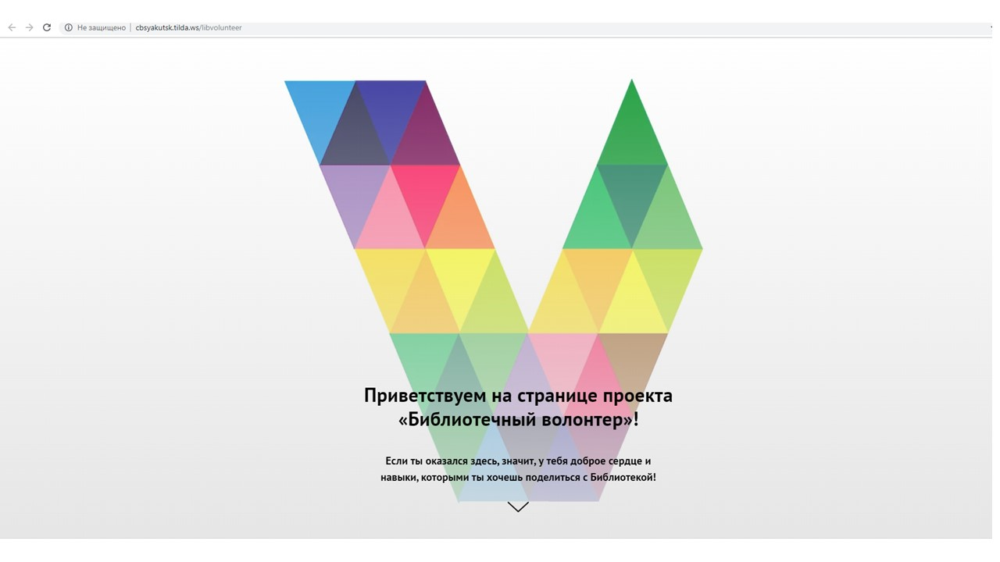 Не защищено | cbsyakutsk.tilda.ws/libvolunteer
Приветствуем на странице проекта
«Библиотечный волонтер»!
Если ты оказался здесь, значит, у тебя доброе сердце и
навыки, которыми ты хочешь поделиться с Библиотекой!